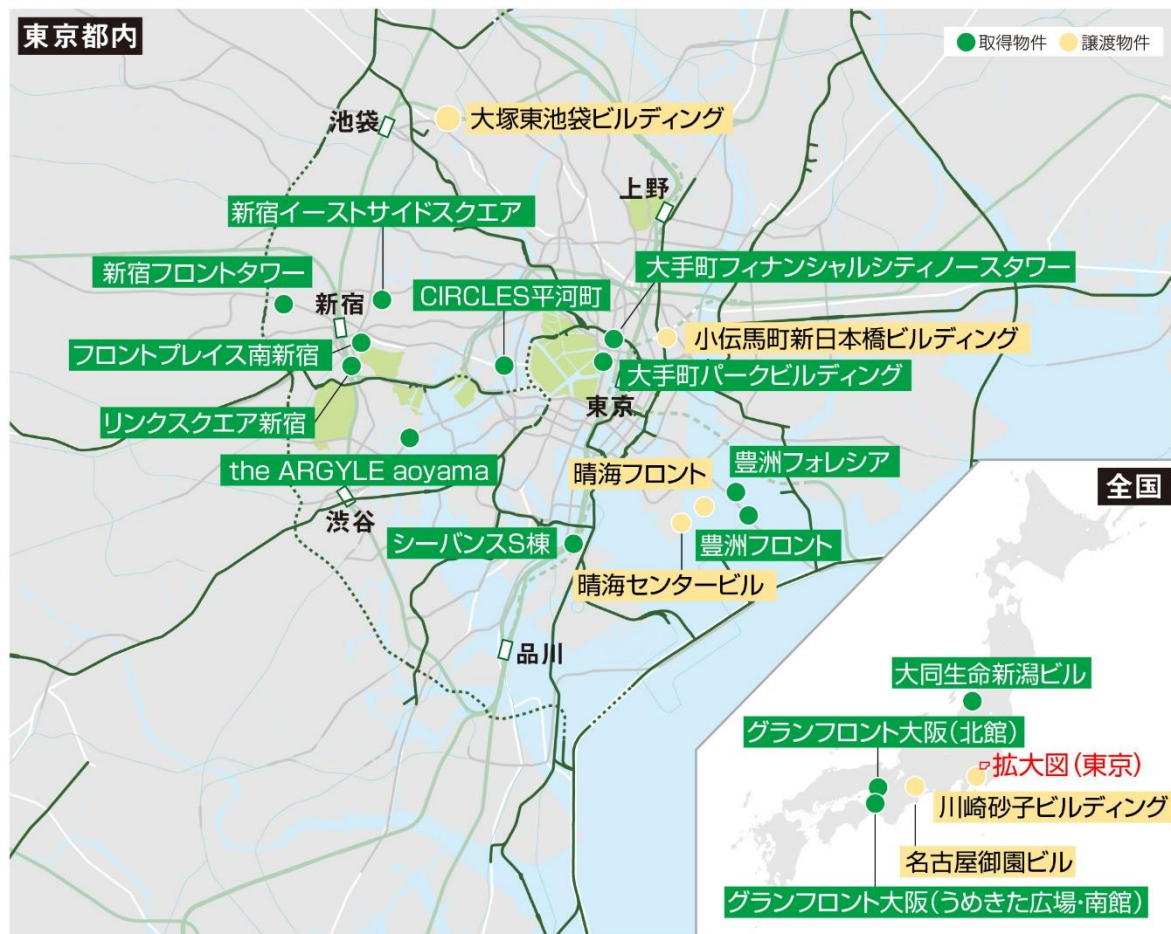 東京都内
取得物件
譲渡物件
池袋
大塚東池袋ビルディング
上野
新宿イーストサイドスクエア
新宿フロントタワー
新宿
CIRCLES平河町
大手町フィナンシャルシティノースタワー
小伝馬町新日本橋ビルディング
フロントプレイス南新宿
大手町パークビルディング
東京
リンクスクエア新宿
the ARGYLE aoyama
渋谷
晴海フロント
豊洲フォレシア
シーバンスS棟
豊洲フロント
晴海センタービル
品川
全国
大同生命新潟ビル
グランフロント大阪(北館)
拡大図(東京)
川崎砂子ビルディング
名古屋御園ビル
グランフロント大阪(うめきた広場・南館)